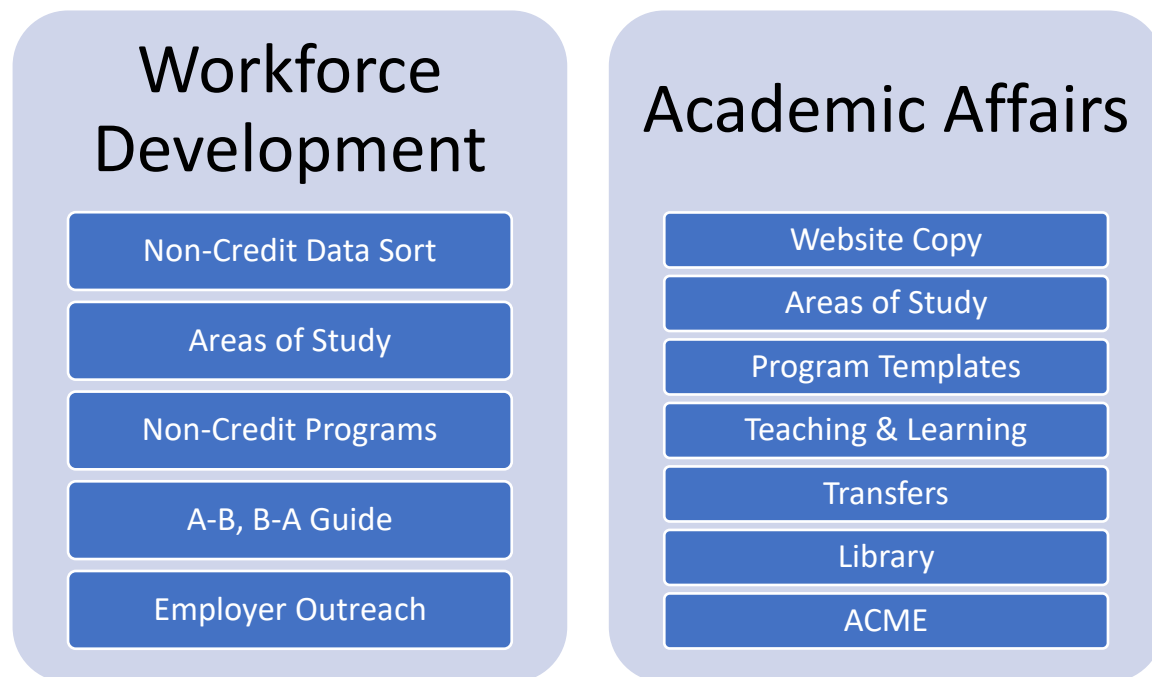 Workforce
Development
Non-Credit Data Sort
Areas of Study
Non-Credit Programs
A-B, B-A Guide
Employer Outreach
Academic Affairs
Website Copy
Areas of Study
Program Templates
Teaching & Learning
Transfers
Library
ACME